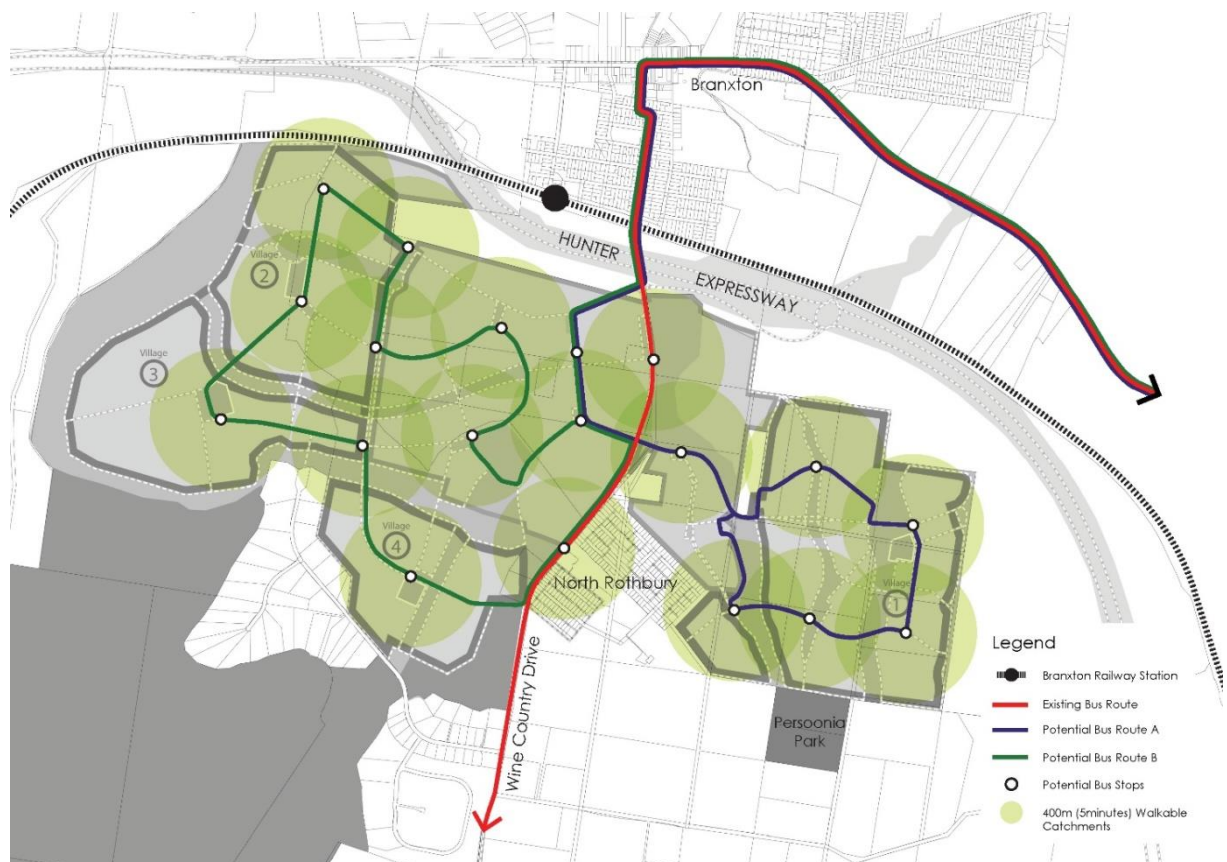 Branxton
HUNTER
EXPRESSWAY
Village
2
Village
3
Village
4
North Rothbury
Village
1
Wine Country Drive
Persoonia
Park
Legend
Branxton Railway Station
Existing Bus Route
Potential Bus Route A
Potential Bus Route B
Potential Bus Stops
400m (5minutes) Walkable
Catchments